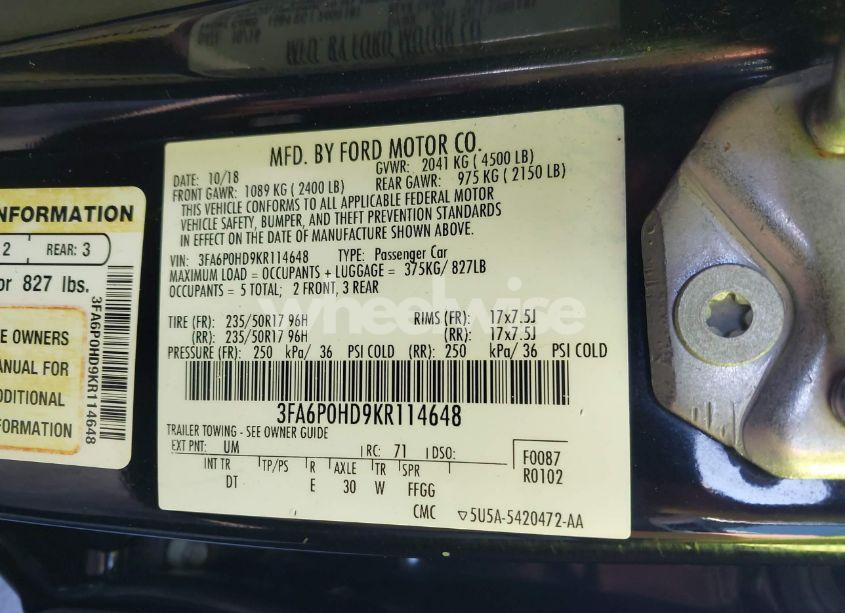 MFD. BY FORD MOTOR CO.
DATE: 10/18 GVWR: 2041 KG ( 4500 LB)
FRONT GAWR: 1089 KG ( 2400 LB) REAR GAWR: 975 KG ( 2150 LB)
THIS VEHICLE CONFORMS TO ALL APPLICABLE FEDERAL MOTOR
VEHICLE SAFETY, BUMPER, AND THEFT PREVENTION STANDARDS
IN EFFECT ON THE DATE OF MANUFACTURE SHOWN ABOVE.
VIN: 3FA6P0HD9KR114648 TYPE: Passenger Car
MAXIMUM LOAD = OCCUPANTS + LUGGAGE = 375KG/ 827LB
OCCUPANTS = 5 TOTAL; 2 FRONT, 3 REAR
wheelwise
TIRE (FR): 235/50R17 96H RIMS (FR): 17x7.5J
(RR): 235/50R17 96H (RR): 17x7.5J
PRESSURE (FR): 250 kPa/ 36 PSI COLD (RR): 250 kPa/ 36 PSI COLD
3FA6P0HD9KR114648
TRAILER TOWING - SEE OWNER GUIDE
EXT PNT: UM RC: 71 DSO:
F0087
R0102
INT TR TP/PS R AXLE TR SPR
DT E 30 W FFGG
CMC ▽5U5A-5420472-AA
NFORMATION
2 REAR: 3
or 827 lbs.
3FA6P0HD9KR114648
E OWNERS
MANUAL FOR
ADDITIONAL
INFORMATION